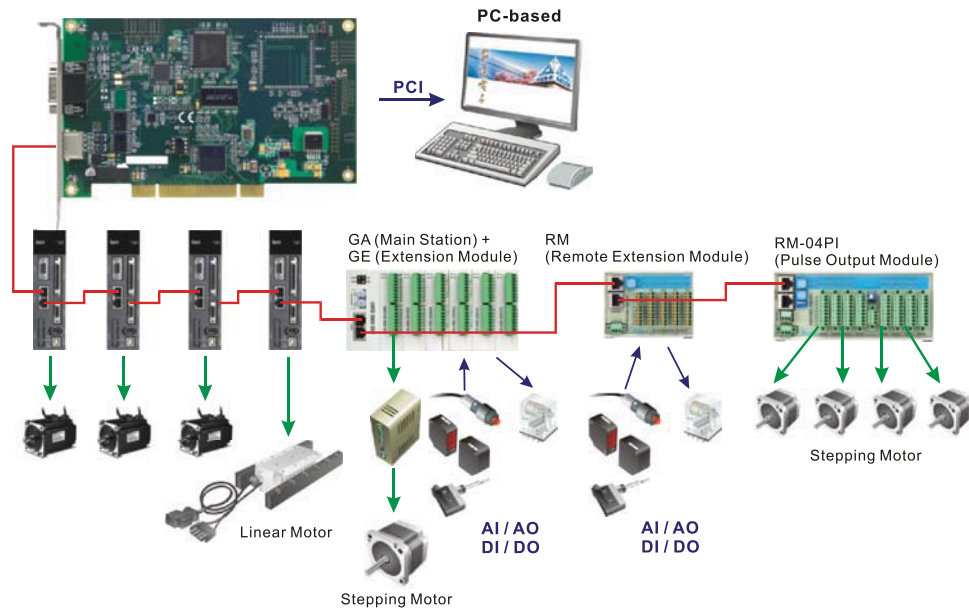 PC-based
PCI
GA (Main Station) +
GE (Extension Module)
RM
(Remote Extension Module)
RM-04PI
(Pulse Output Module)
Stepping Motor
Linear Motor
AI / AO
DI / DO
AI / AO
DI / DO
Stepping Motor